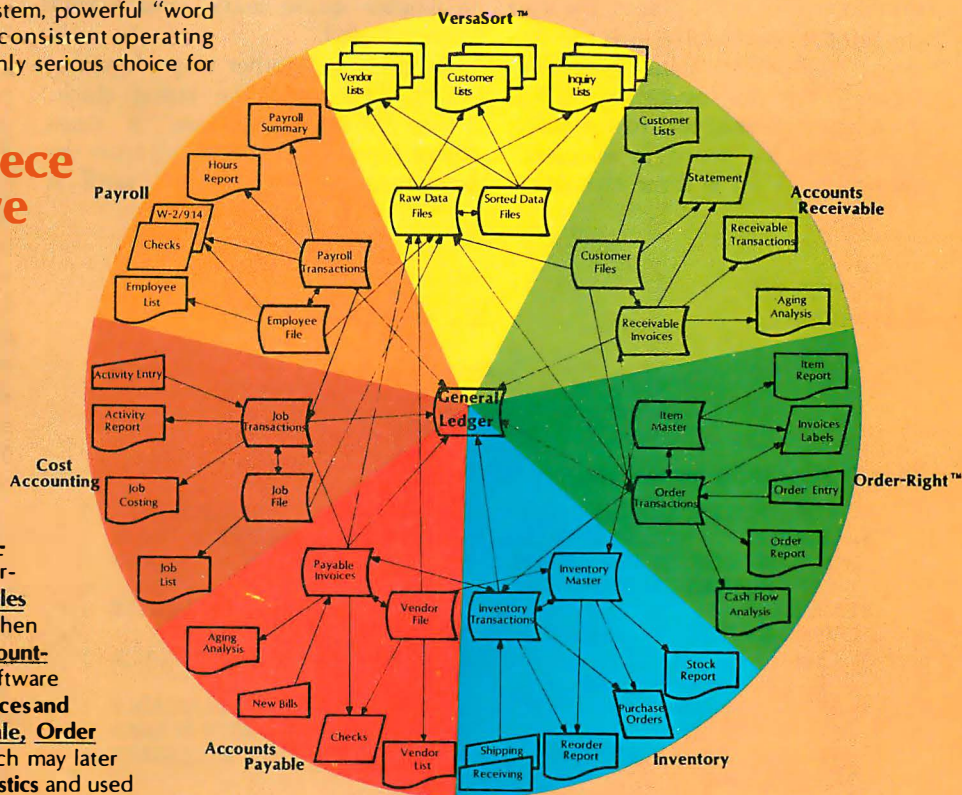 stem, powerful “word
consistent operating
nly serious choice for
ece
re
VersaSort™
Vendor
Lists
Customer
Lists
Inquiry
Lists
Raw Data
Files
Sorted Data
Files
Payroll
Payroll
Summary
Hours
Report
W-2/914
Checks
Employee
List
Payroll
Transactions
Employee
File
Accounts
Receivable
Customer
Lists
Statement
Receivable
Transactions
Customer
Files
Receivable
Invoices
Aging
Analysis
General
Ledger
Cost
Accounting
Activity Entry
Activity
Report
Job
Transactions
Job
Costing
Job
File
Job
List
Order-Right™
Item
Report
Item
Master
Invoices
Labels
Order Entry
Order
Transactions
Order
Report
Cash Flow
Analysis
Accounts
Payable
Payable
Invoices
Vendor
File
Aging
Analysis
New Bills
Checks
Vendor
List
Inventory
Inventory
Master
Inventory
Transactions
Stock
Report
Purchase
Orders
Reorder
Report
Shipping
Receiving
r-
les
hen
ount-
ftware
ces and
ale, Order
ch may later
stics and used